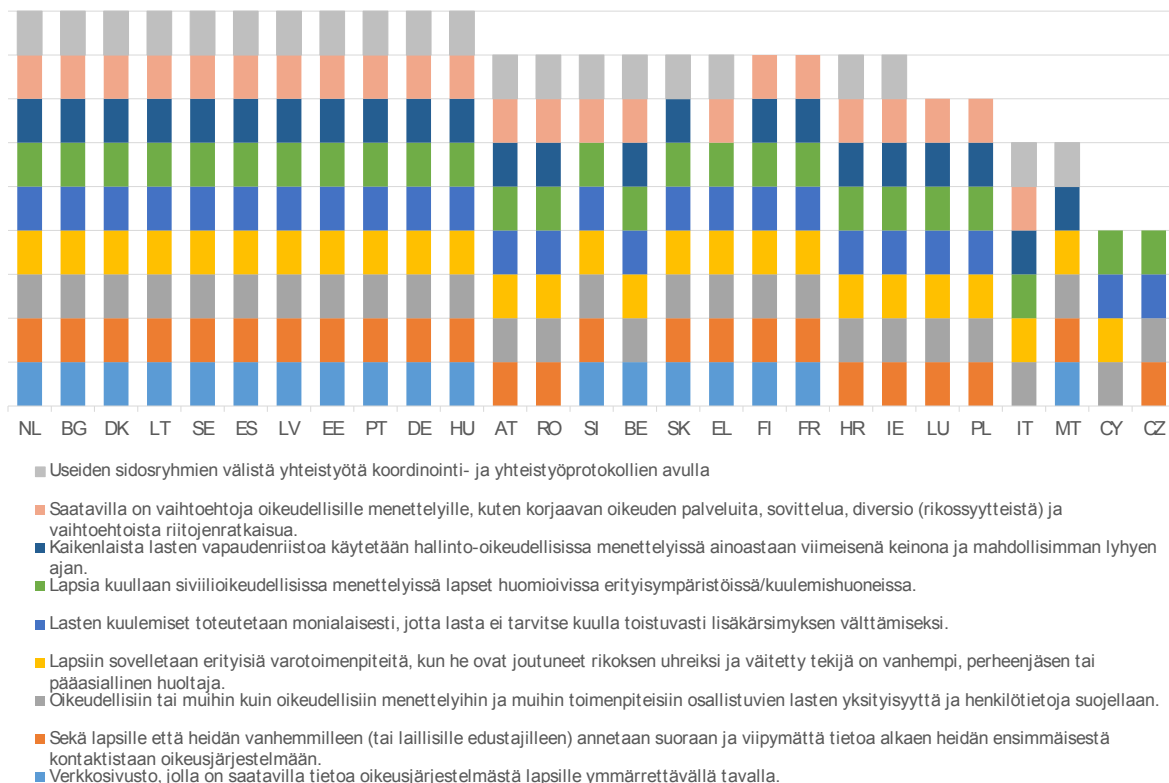 NL BG DK LT SE ES LV EE PT DE HU AT RO SI BE SK EL FI FR HR IE LU PL IT MT CY CZ
Useiden sidosryhmien välistä yhteistyötä koordinointi- ja yhteistyöprotokollien avulla
Saatavilla on vaihtoehtoja oikeudellisille menettelyille, kuten korjaavan oikeuden palveluita, sovittelua, diversio (rikossyytteistä) ja
vaihtoehtoista riitojenratkaisua.
Kaikenlaista lasten vapaudenriistoa käytetään hallinto-oikeudellisissa menettelyissä ainoastaan viimeisenä keinona ja mahdollisimman lyhyen
ajan.
Lapsia kuullaan siviilioikeudellisissa menettelyissä lapset huomioivissa erityisympäristöissä/kuulemishuoneissa.
Lasten kuulemiset toteutetaan monialaisesti, jotta lasta ei tarvitse kuulla toistuvasti lisäkärsimyksen välttämiseksi.
Lapsiin sovelletaan erityisiä varotoimenpiteitä, kun he ovat joutuneet rikoksen uhreiksi ja väitetty tekijä on vanhempi, perheenjäsen tai
pääasiallinen huoltaja.
Oikeudellisiin tai muihin kuin oikeudellisiin menettelyihin ja muihin toimenpiteisiin osallistuvien lasten yksityisyyttä ja henkilötietoja suojellaan.
Sekä lapsille että heidän vanhemmilleen (tai laillisille edustajilleen) annetaan suoraan ja viipymättä tietoa alkaen heidän ensimmäisestä
kontaktistaan oikeusjärjestelmään.
Verkkosivusto, jolla on saatavilla tietoa oikeusjärjestelmästä lapsille ymmärrettävällä tavalla.